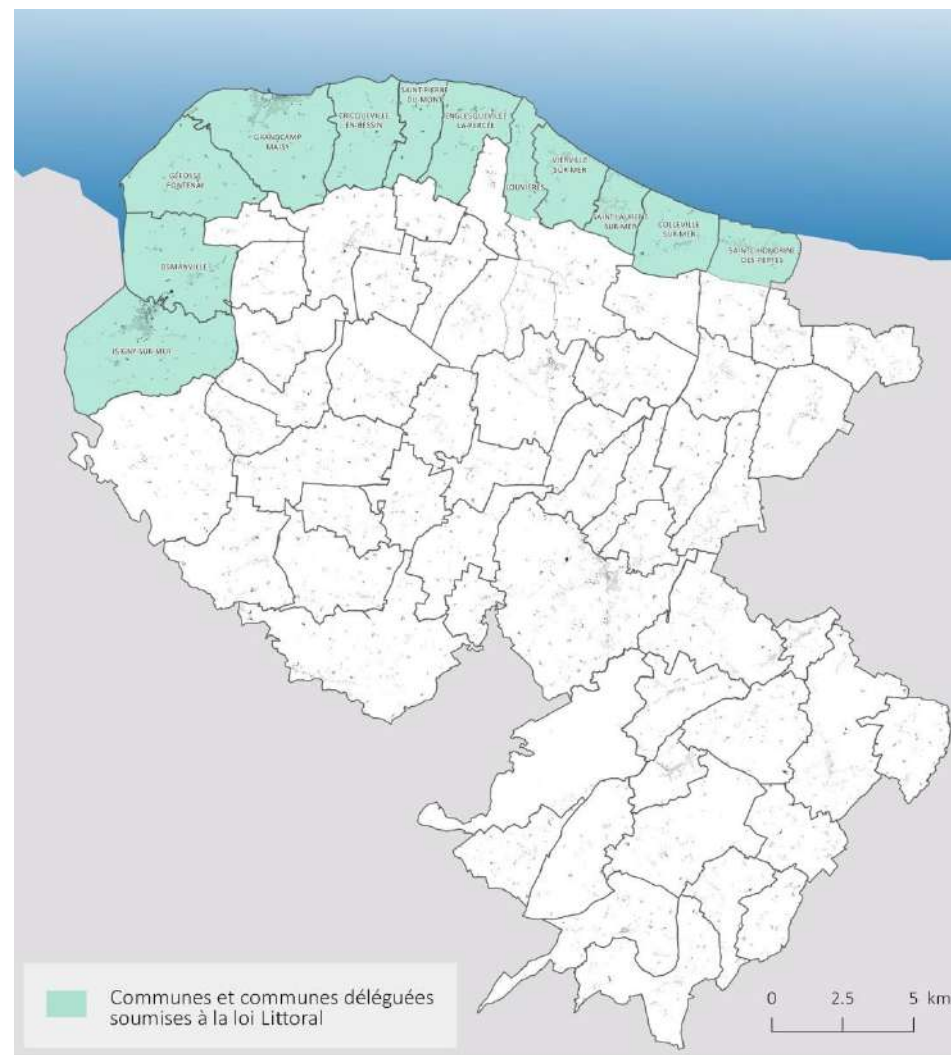 SAINT-PIERRE
DU-MONT
CRICQUEVILLE
EN-BESSIN
ENGLESQUEVILLE
LA-PERCÉE
GRANDCAMP
MAISY
VIERVILLE
SUR-MER
GÉFOSSE
FONTENAY
LOUVIÈRES
SAINT-LAURENT
SUR-MER
COLLEVILLE
SUR-MER
SAINTE-HONORINE
DES-PERTES
OSMANVILLE
ISIGNY-SUR-MER
Communes et communes déléguées
soumises à la loi Littoral
0 2.5 5 km